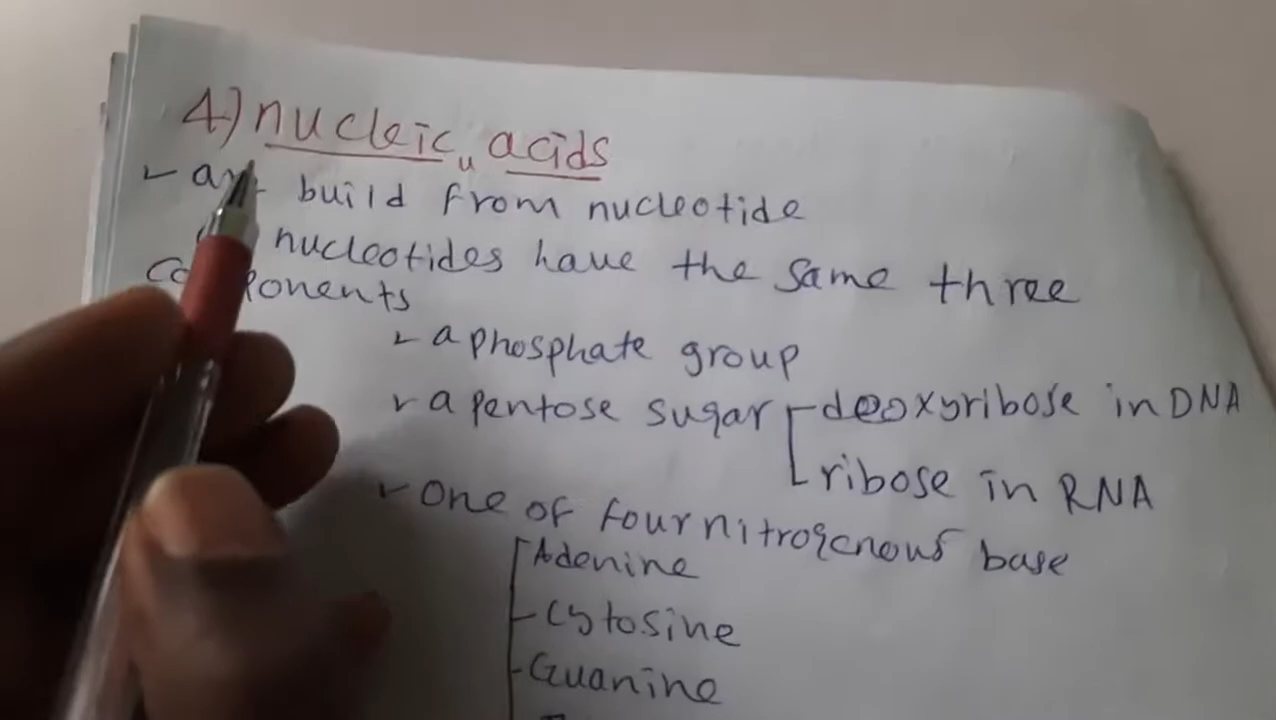 4) nucleic acids
build from nucleotide
nucleotides have the same three
components
a phosphate group
a pentose sugar deoxyribose in DNA
ribose in RNA
one of four nitrogenous base
Adenine
Cytosine
Guanine